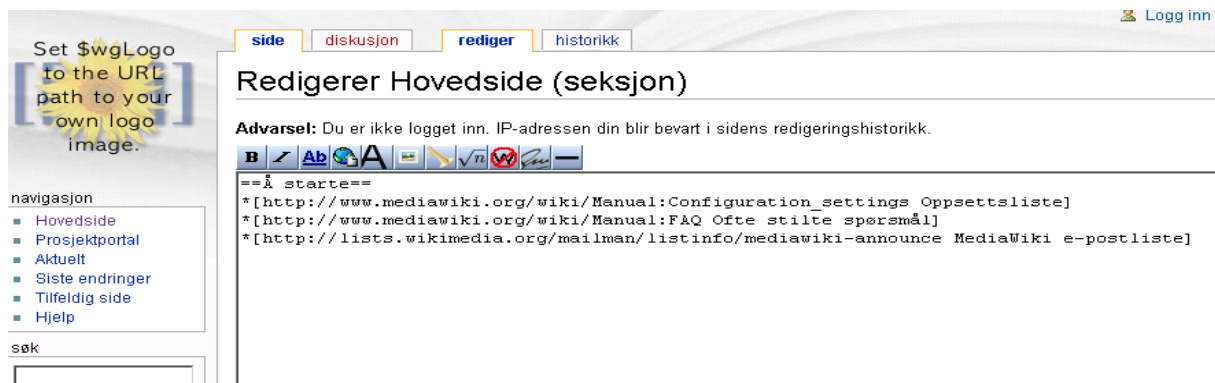 Logg inn
Set $wgLogo
to the URL
path to your
own logo
image.
side diskusjon rediger historikk
Redigerer Hovedside (seksjon)
Advarsel: Du er ikke logget inn. IP-adressen din blir bevart i sidens redigeringshistorikk.
B I Ab A √n W
==Å starte==
*[http://www.mediawiki.org/wiki/Manual:Configuration_settings Oppsettsliste]
*[http://www.mediawiki.org/wiki/Manual:FAQ Ofte stilte spørsmål]
*[http://lists.wikimedia.org/mailman/listinfo/mediawiki-announce MediaWiki e-postliste]
navigasjon
Hovedside
Prosjektportal
Aktuelt
Siste endringer
Tilfeldig side
Hjelp
søk